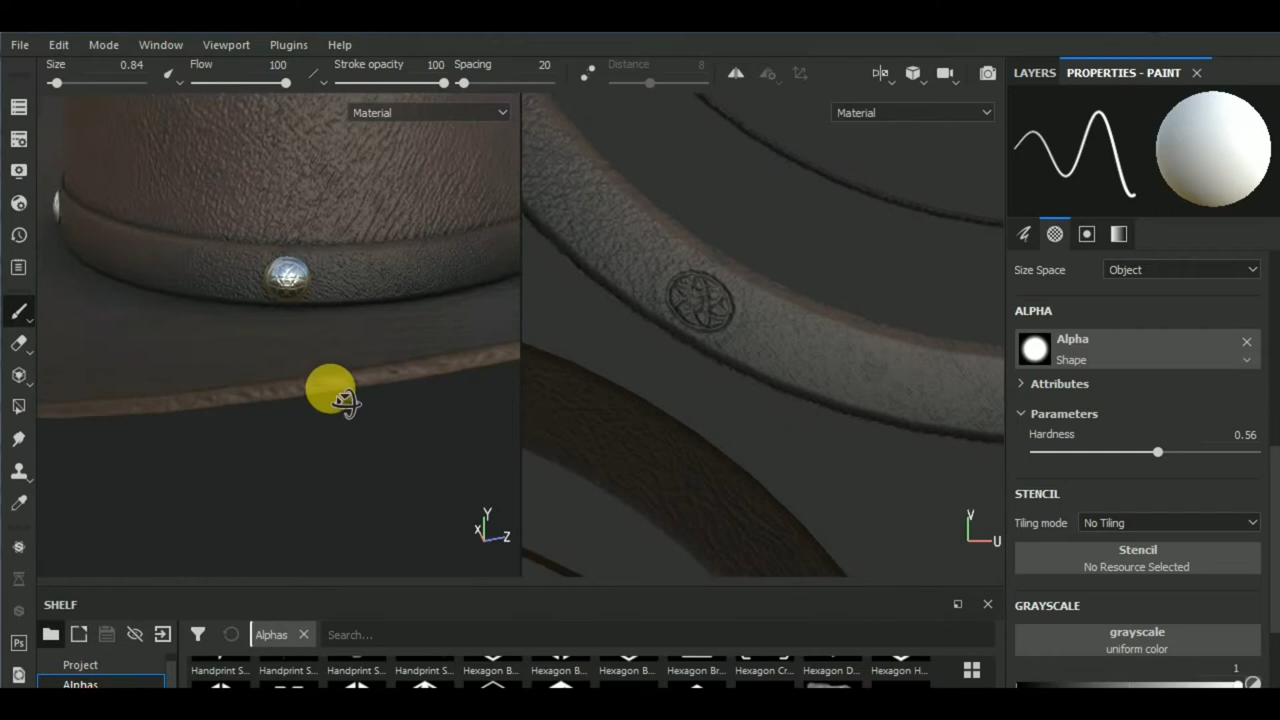 File Edit Mode Window Viewport Plugins Help
Size 0.84 Flow 100 Stroke opacity 100 Spacing 20 Distance 8
LAYERS PROPERTIES - PAINT
Material Material
Size Space Object
ALPHA
Alpha
Shape
Attributes
Parameters
Hardness 0.56
STENCIL
Tiling mode No Tiling
Stencil
No Resource Selected
GRAYSCALE
grayscale
uniform color
1
Y
X
Z
V
U
Ps
SHELF
Alphas Search...
Project
Alphas
Handprint S... Handprint S... Handprint S... Handprint S... Hexagon B... Hexagon B... Hexagon B... Hexagon Br... Hexagon Cr... Hexagon D... Hexagon H...